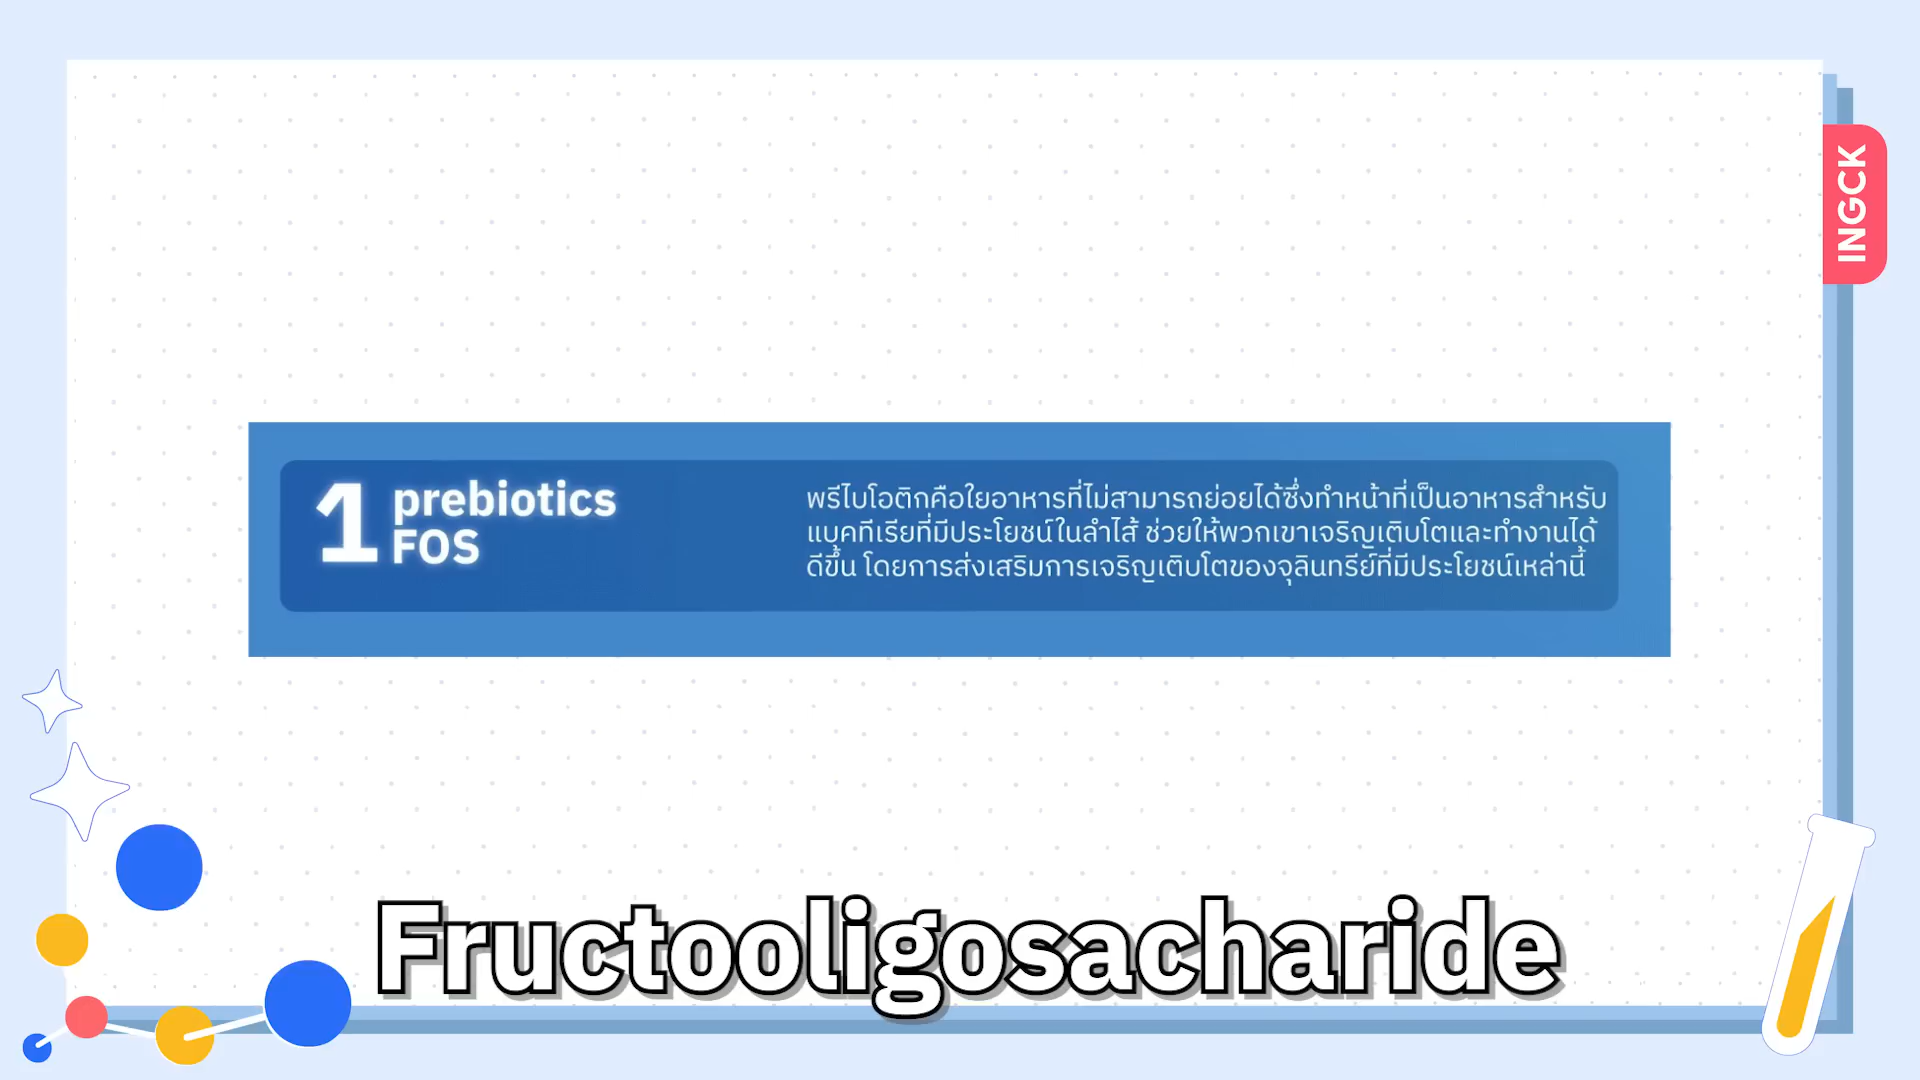 INGCK
1 prebiotics
FOS
พรีไบโอติกคือใยอาหารที่ไม่สามารถย่อยได้ซึ่งทำหน้าที่เป็นอาหารสำหรับ
แบคทีเรียที่มีประโยชน์ในลำไส้ ช่วยให้พวกเขาเจริญเติบโตและทำงานได้
ดีขึ้น โดยการส่งเสริมการเจริญเติบโตของจุลินทรีย์ที่มีประโยชน์เหล่านี้
Fructooligosacharide